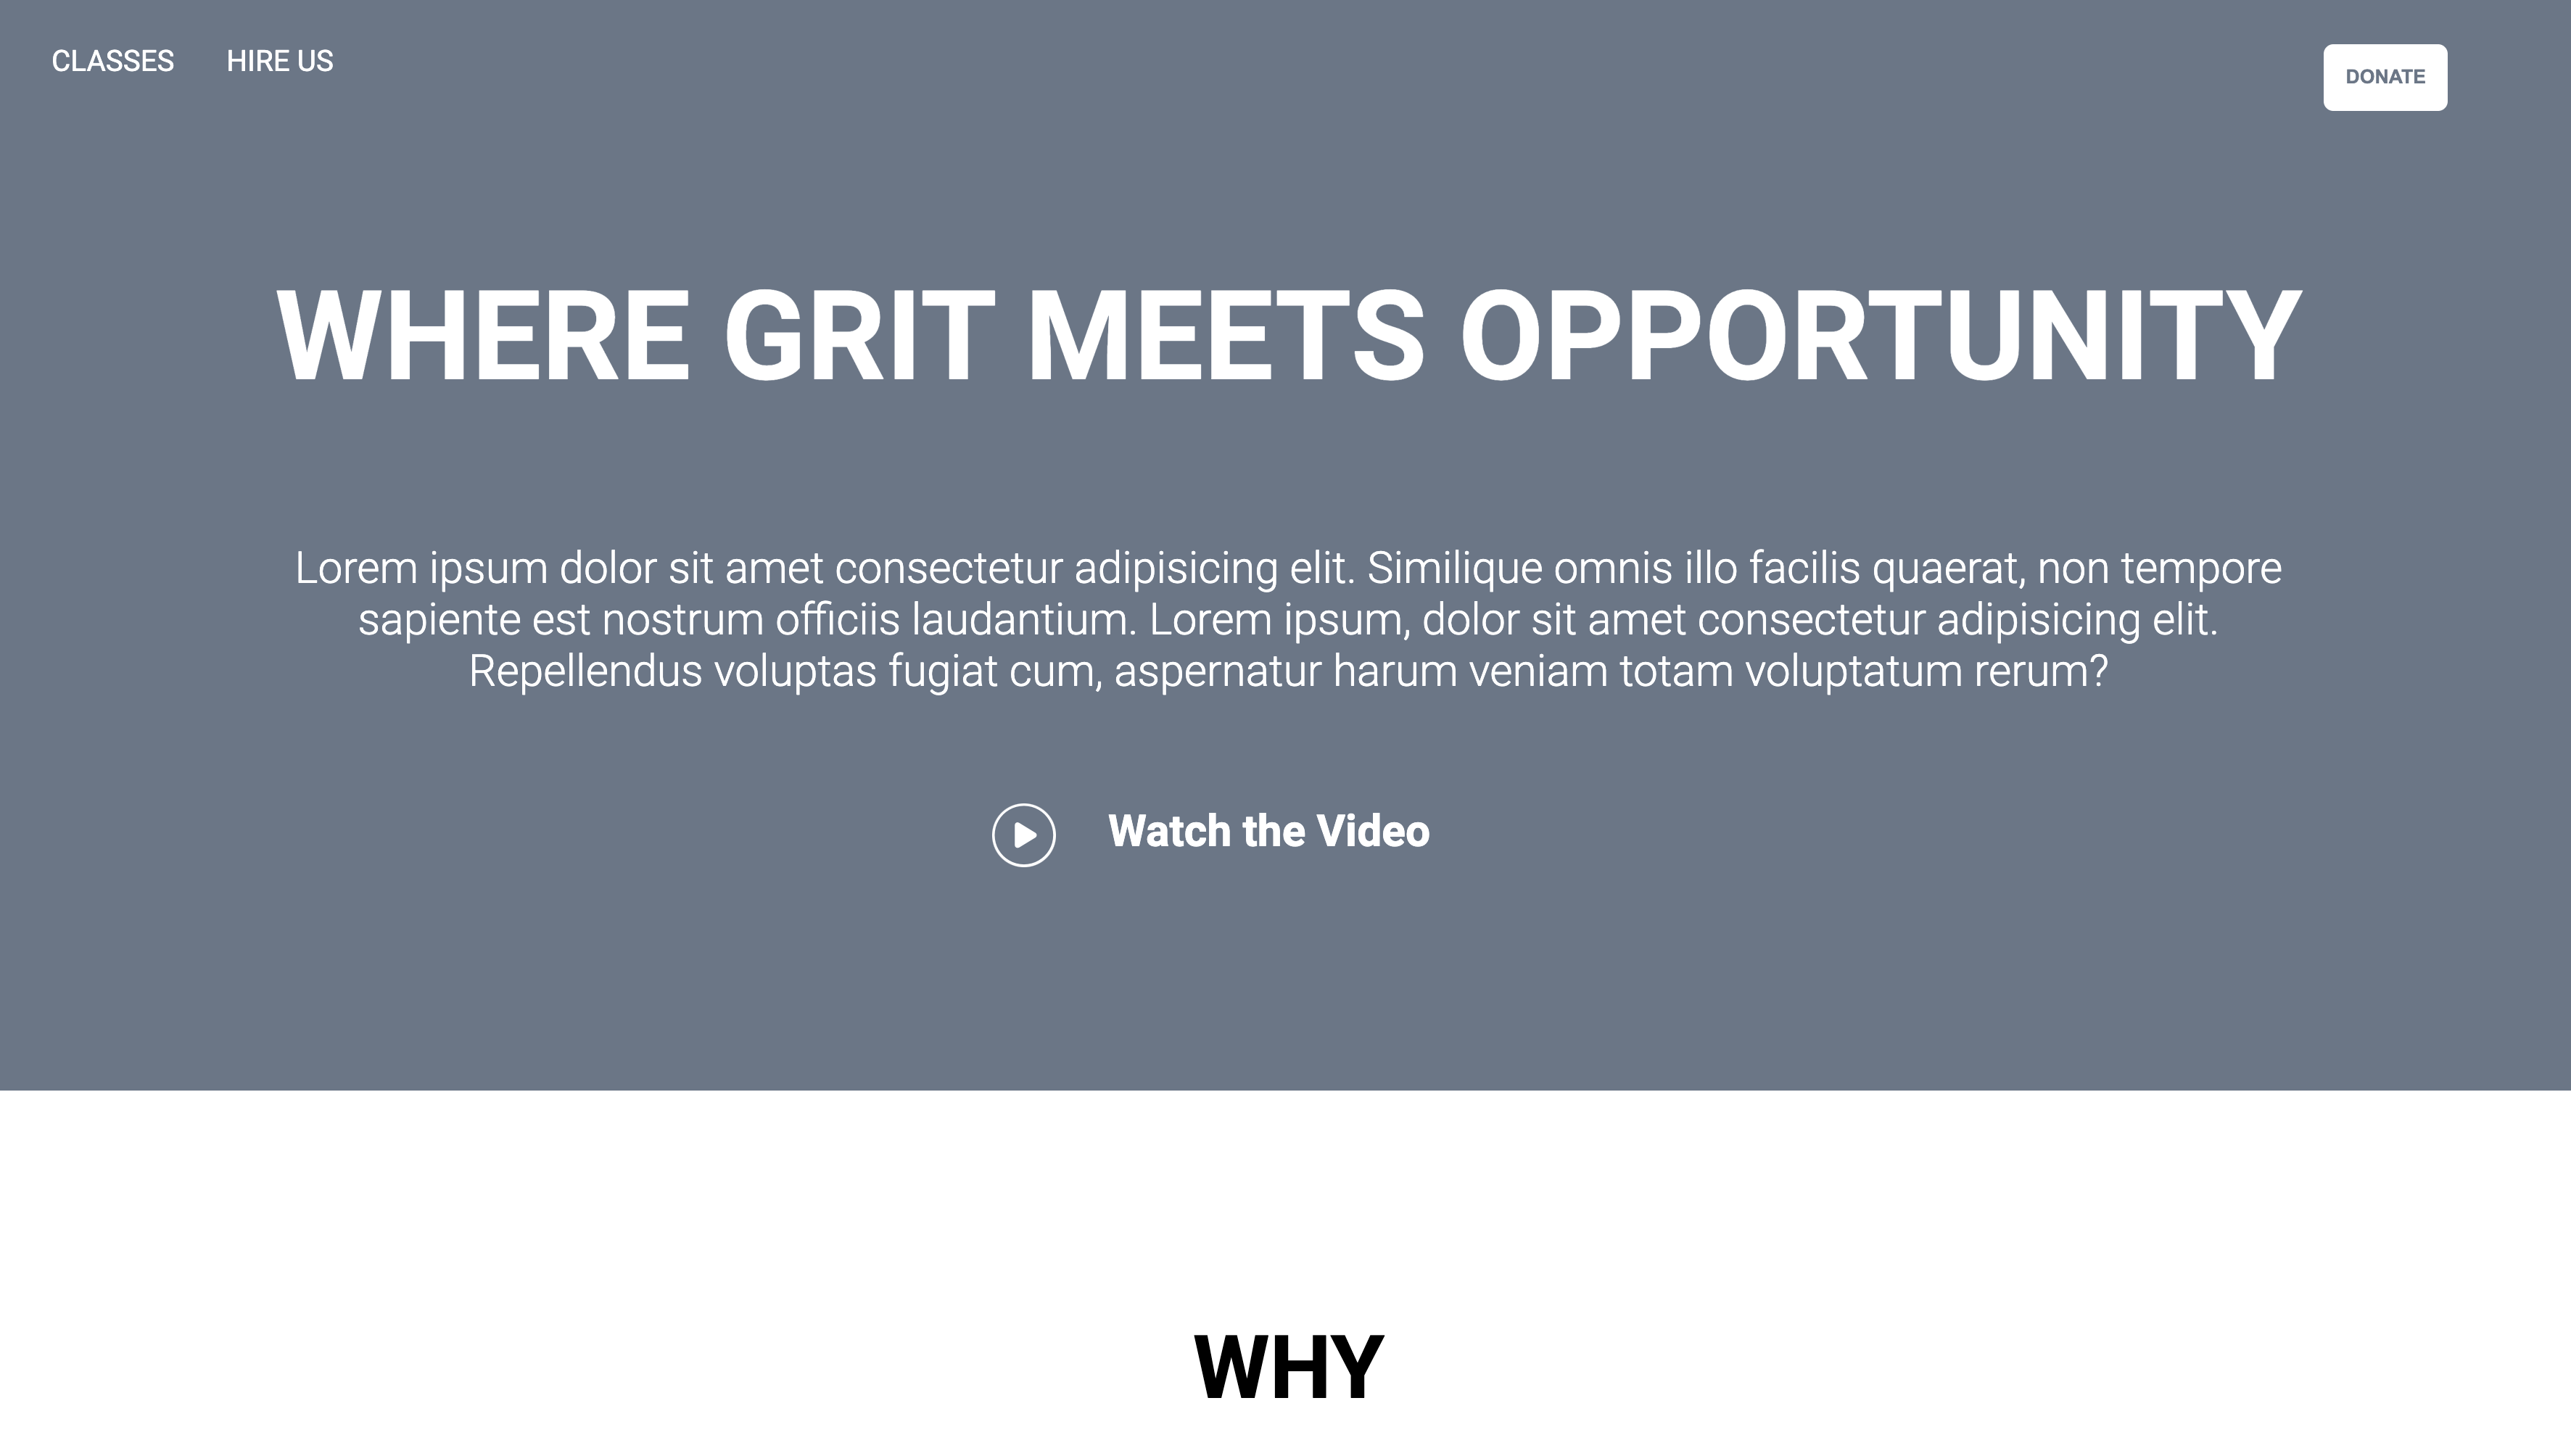 CLASSES HIRE US DONATE
WHERE GRIT MEETS OPPORTUNITY
Lorem ipsum dolor sit amet consectetur adipisicing elit. Similique omnis illo facilis quaerat, non tempore
sapiente est nostrum officiis laudantium. Lorem ipsum, dolor sit amet consectetur adipisicing elit.
Repellendus voluptas fugiat cum, aspernatur harum veniam totam voluptatum rerum?
Watch the Video
WHY